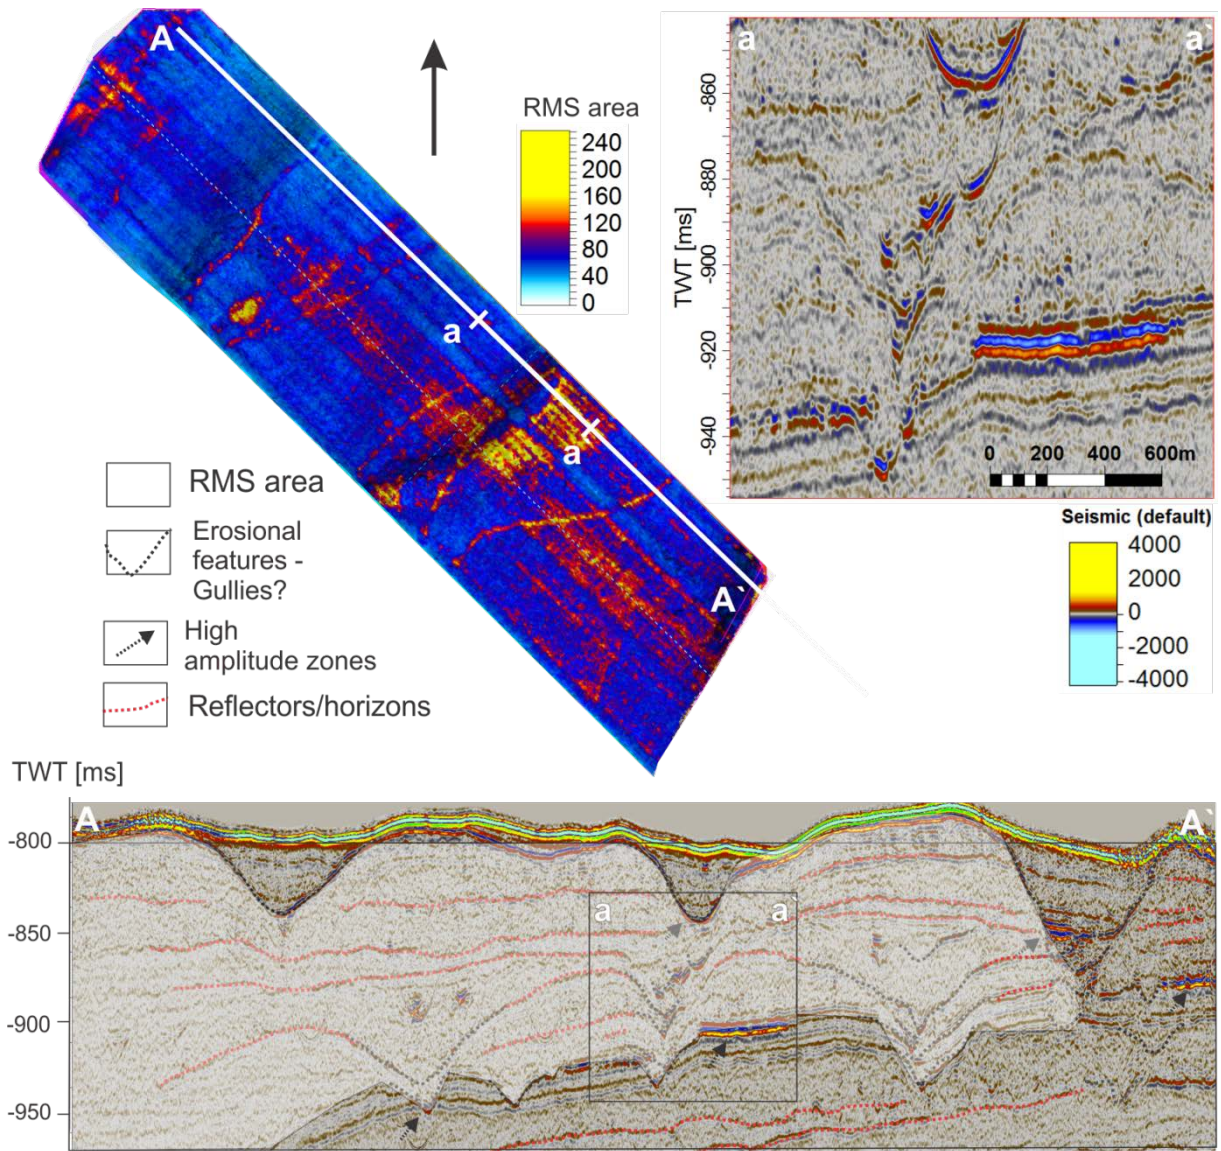 A
RMS area
240
200
160
120
80
40
0
a
a
A`
RMS area
Erosional
features -
Gullies?
High
amplitude zones
Reflectors/horizons
a
a`
TWT [ms]
-860
-880
-900
-920
-940
0 200 400 600m
Seismic (default)
4000
2000
0
-2000
-4000
TWT [ms]
A
A`
-800
-850
-900
-950
a
a`